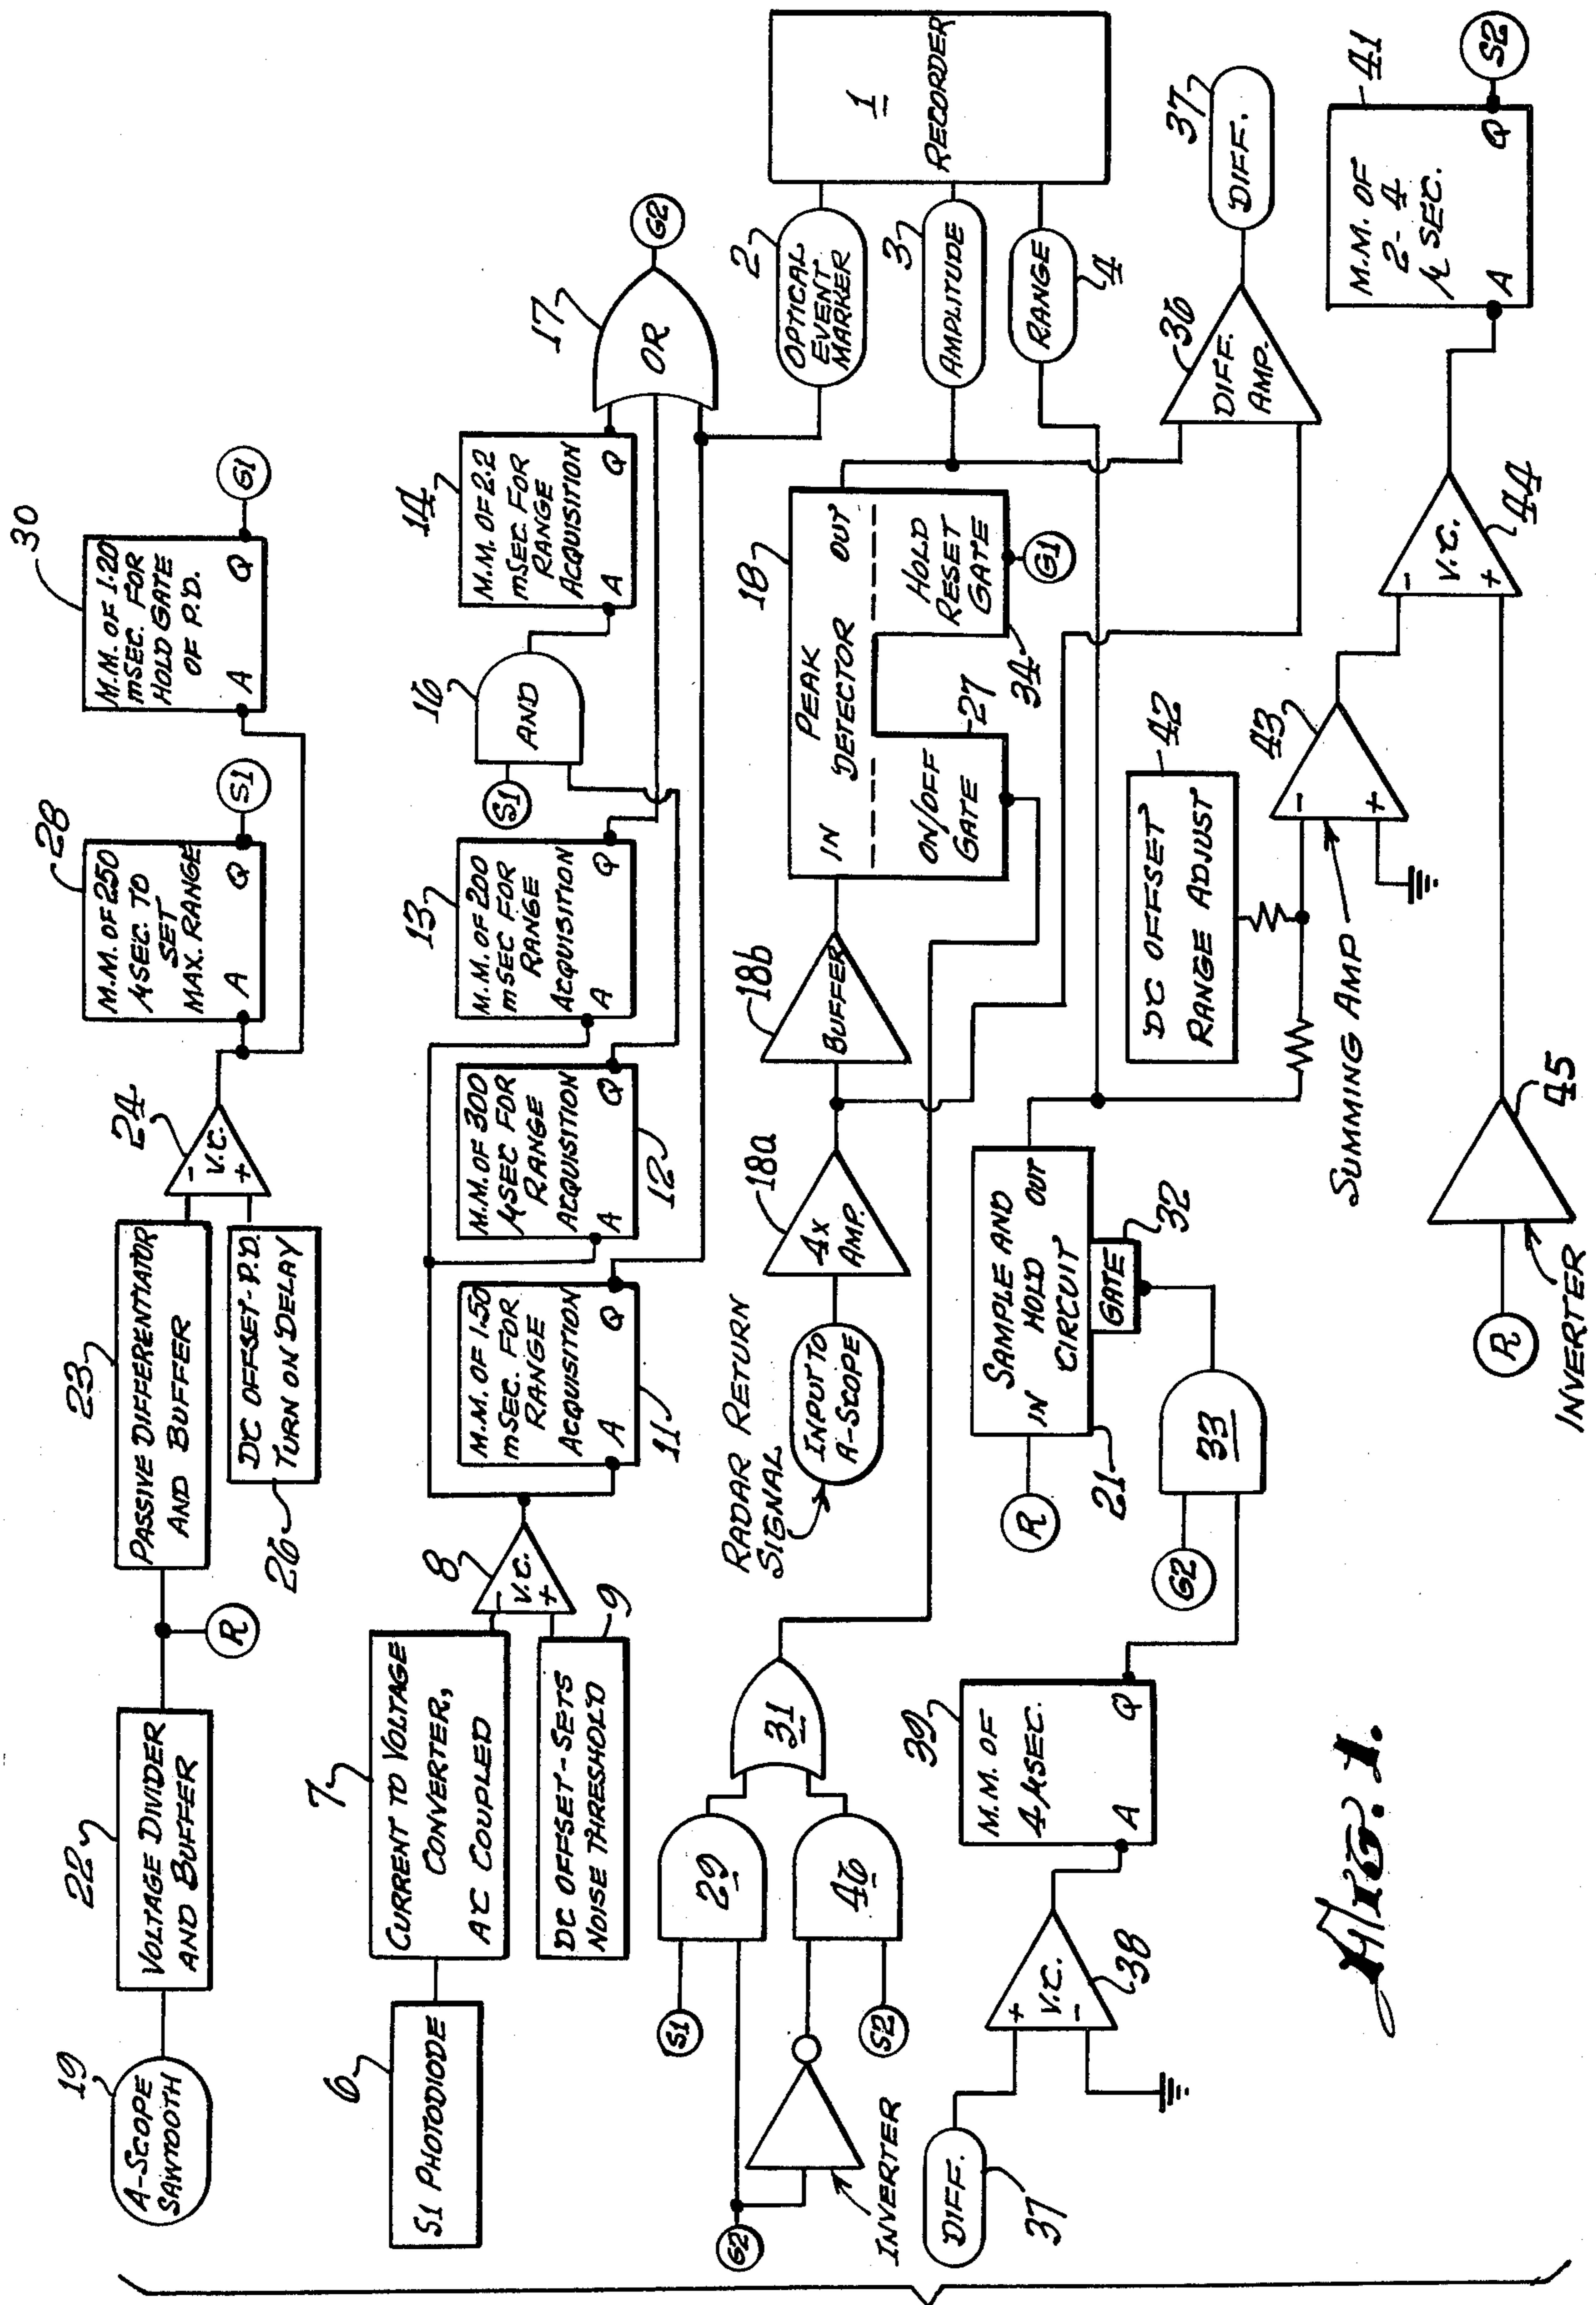 19
A-SCOPE
SAWTOOTH
22
VOLTAGE DIVIDER
AND BUFFER
R
23
PASSIVE DIFFERENTIATOR
AND BUFFER
DC OFFSET-P.D.
TURN ON DELAY
26
24
-
V.C.
+
28
M.M. OF 250
μSEC. TO
SET
MAX. RANGE
A Q
S1
30
M.M. OF 1.20
mSEC. FOR
HOLD GATE
OF P.D.
A Q
G1
6
S1 PHOTODIODE
7
CURRENT TO VOLTAGE
CONVERTER,
AC COUPLED
DC OFFSET-SETS
NOISE THRESHOLD
9
8
-
V.C.
+
M.M. OF 1.50
mSEC. FOR
RANGE
ACQUISITION
A Q
11
M.M. OF 300
μSEC FOR
RANGE
ACQUISITION
A Q
12
13
M.M. OF 200
mSEC FOR
RANGE
ACQUISITION
A Q
S1
16
AND
14
M.M. OF 2.2
mSEC. FOR
RANGE
ACQUISITION
A Q
17
OR
G2
S1
G2
INVERTER
29
46
S2
31
RADAR RETURN
SIGNAL
INPUT TO
A-SCOPE
18a
4x
AMP.
18b
BUFFER
18
PEAK
DETECTOR
IN OUT
ON/OFF
GATE
27
HOLD
RESET
GATE
34
G1
2
OPTICAL
EVENT
MARKER
3
AMPLITUDE
RANGE
4
1
RECORDER
DIFF.
37
+
V.C.
-
38
39
M.M. OF
4 μSEC.
A Q
G2
33
R
21
SAMPLE AND
HOLD
CIRCUIT
IN OUT
GATE
32
DC OFFSET
RANGE ADJUST
42
SUMMING AMP
43
-
+
36
DIFF.
AMP.
37
DIFF.
R
INVERTER
45
-
V.C.
+
44
41
M.M. OF
2-4
μSEC.
A Q
S2
FIG. 1.